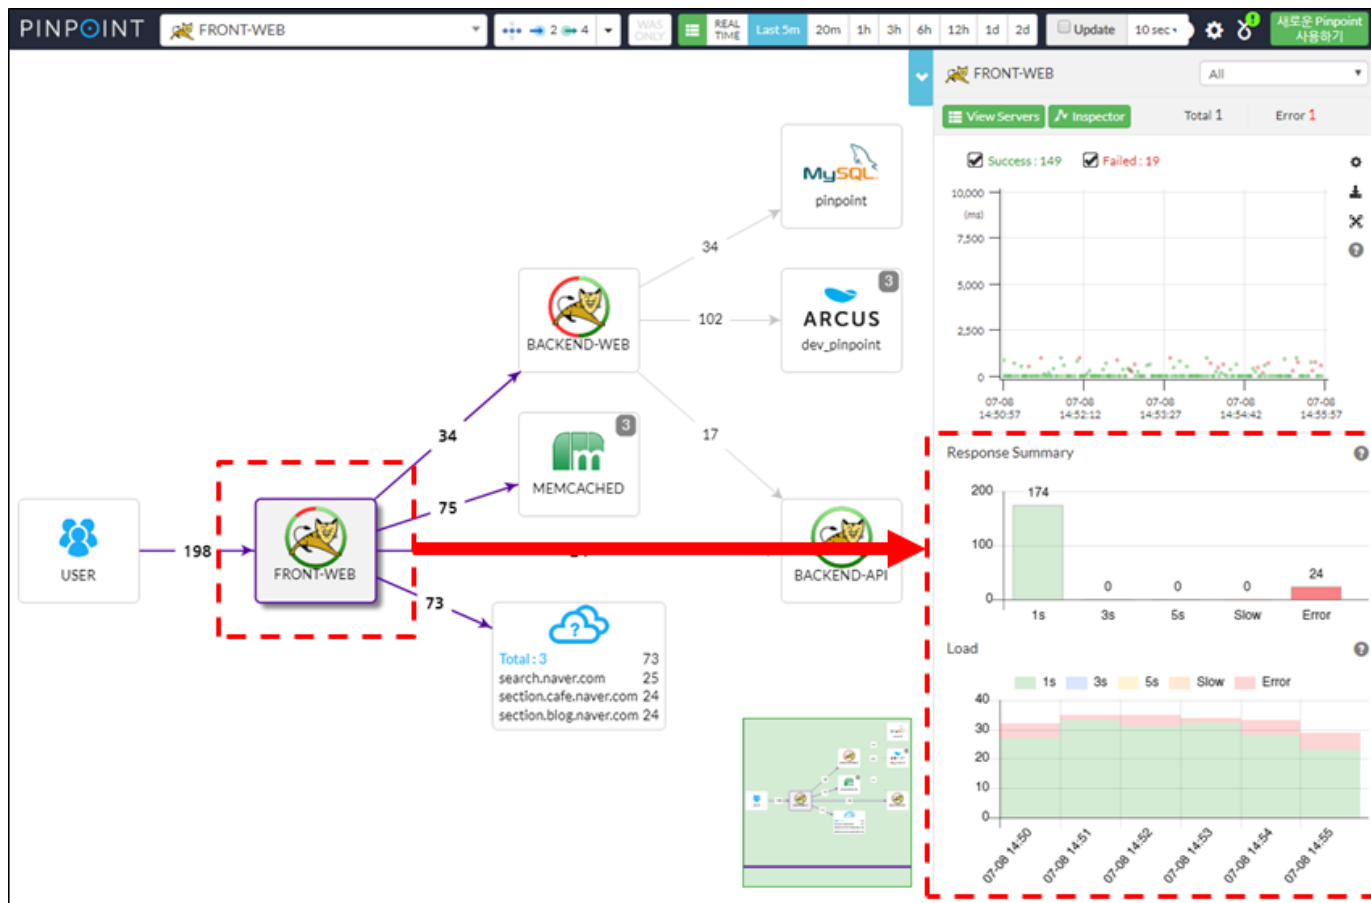 PINPOINT
FRONT-WEB
2 4
WAS ONLY
REAL TIME
Last 5m 20m 1h 3h 6h 12h 1d 2d
Update 10 sec
새로운 Pinpoint
사용하기
FRONT-WEB
All
View Servers Inspector Total 1 Error 1
Success : 149 Failed : 19
10,000
(ms)
7,500
5,000
2,500
0
07-08 07-08 07-08 07-08 07-08
14:50:57 14:52:12 14:53:27 14:54:42 14:55:57
MySQL
pinpoint
34
3
ARCUS
dev_pinpoint
102
BACKEND-WEB
17
34
3
MEMCACHED
75
USER
198
FRONT-WEB
BACKEND-API
73
Total : 3 73
search.naver.com 25
section.cafe.naver.com 24
section.blog.naver.com 24
Response Summary
200
100
0
174 0 0 0 24
1s 3s 5s Slow Error
Load
1s 3s 5s Slow Error
40
30
20
10
0
07-08 14:50 07-08 14:51 07-08 14:52 07-08 14:53 07-08 14:54 07-08 14:55